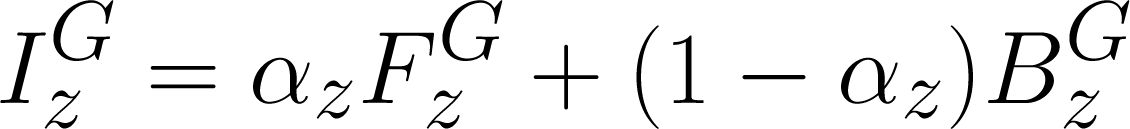 $I_z^G = \alpha_z F_z^G + (1 - \alpha_z) B_z^G$